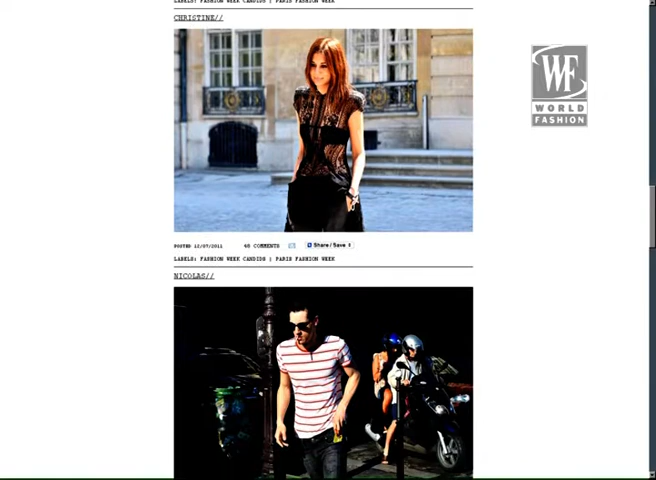 LABELS: FASHION WEEK CANDIDS | PARIS FASHION WEEK
CHRISTINE//
WF
WORLD
FASHION
POSTED 12/07/2011 48 COMMENTS Share / Save
LABELS: FASHION WEEK CANDIDS | PARIS FASHION WEEK
NICOLAS//